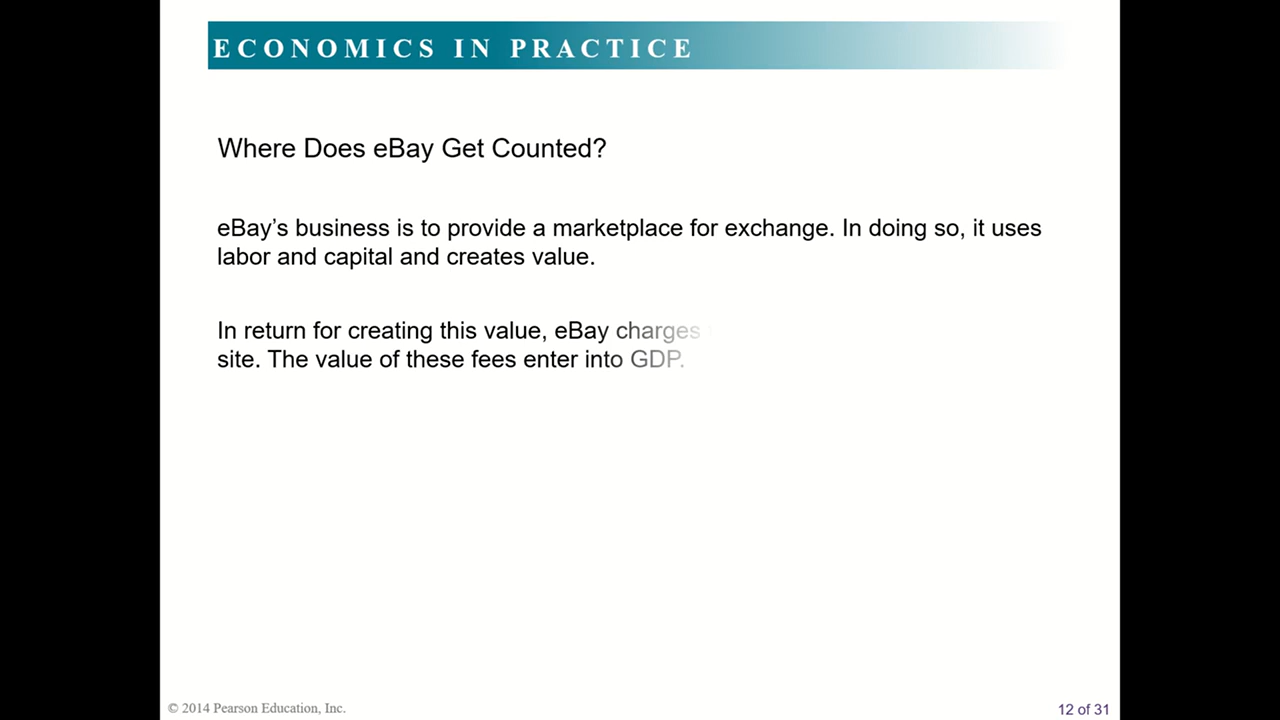 ECONOMICS IN PRACTICE
Where Does eBay Get Counted?
eBay’s business is to provide a marketplace for exchange. In doing so, it uses
labor and capital and creates value.
In return for creating this value, eBay charges
site. The value of these fees enter into GDP.
© 2014 Pearson Education, Inc.
12 of 31